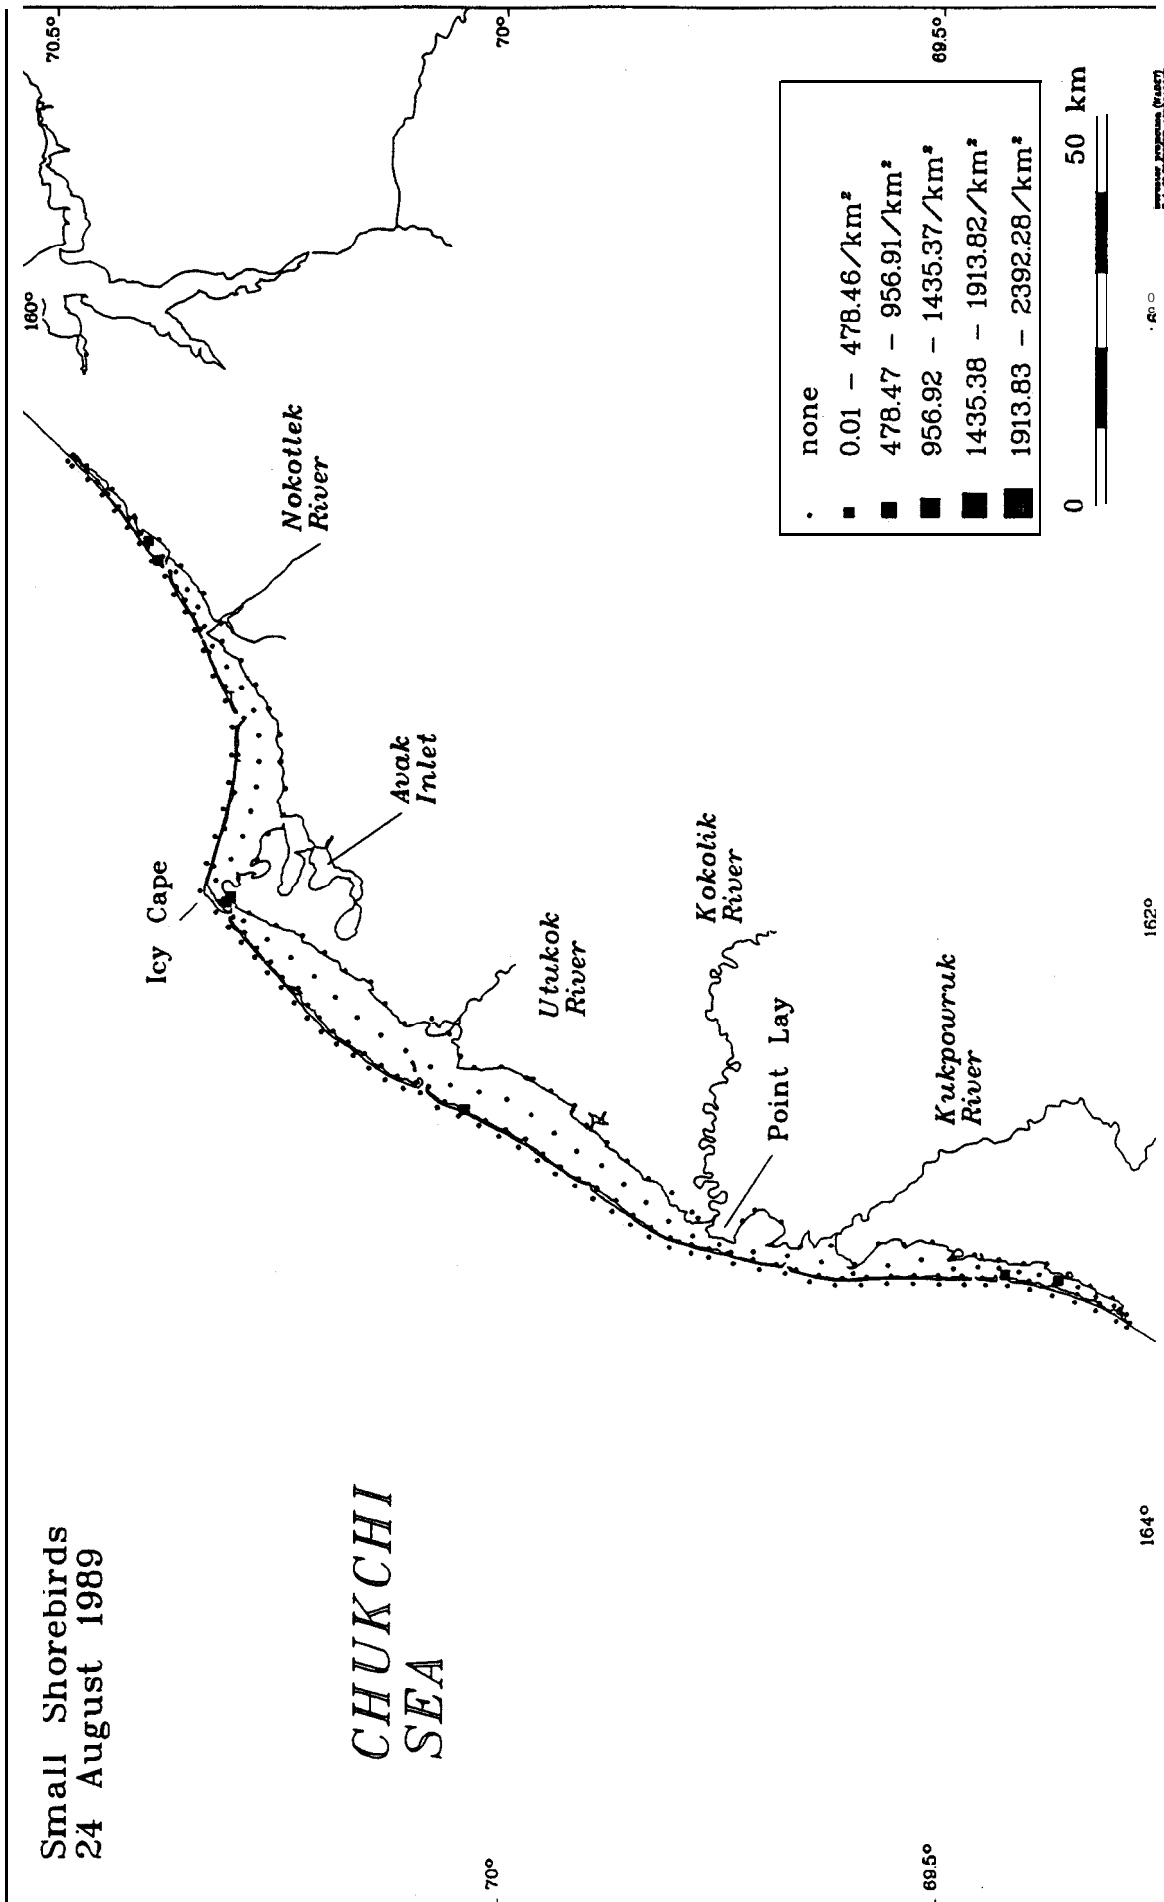 Small Shorebirds
24 August 1989
CHUKCHI
SEA
Icy Cape
Nokotlek
River
Avak
Inlet
Utukok
River
Kokolik
River
Point Lay
Kukpowruk
River
70.5°
70°
69.5°
160°
162°
164°
70°
69.5°
none
0.01 – 478.46/km²
478.47 – 956.91/km²
956.92 – 1435.37/km²
1435.38 – 1913.82/km²
1913.83 – 2392.28/km²
0 50 km